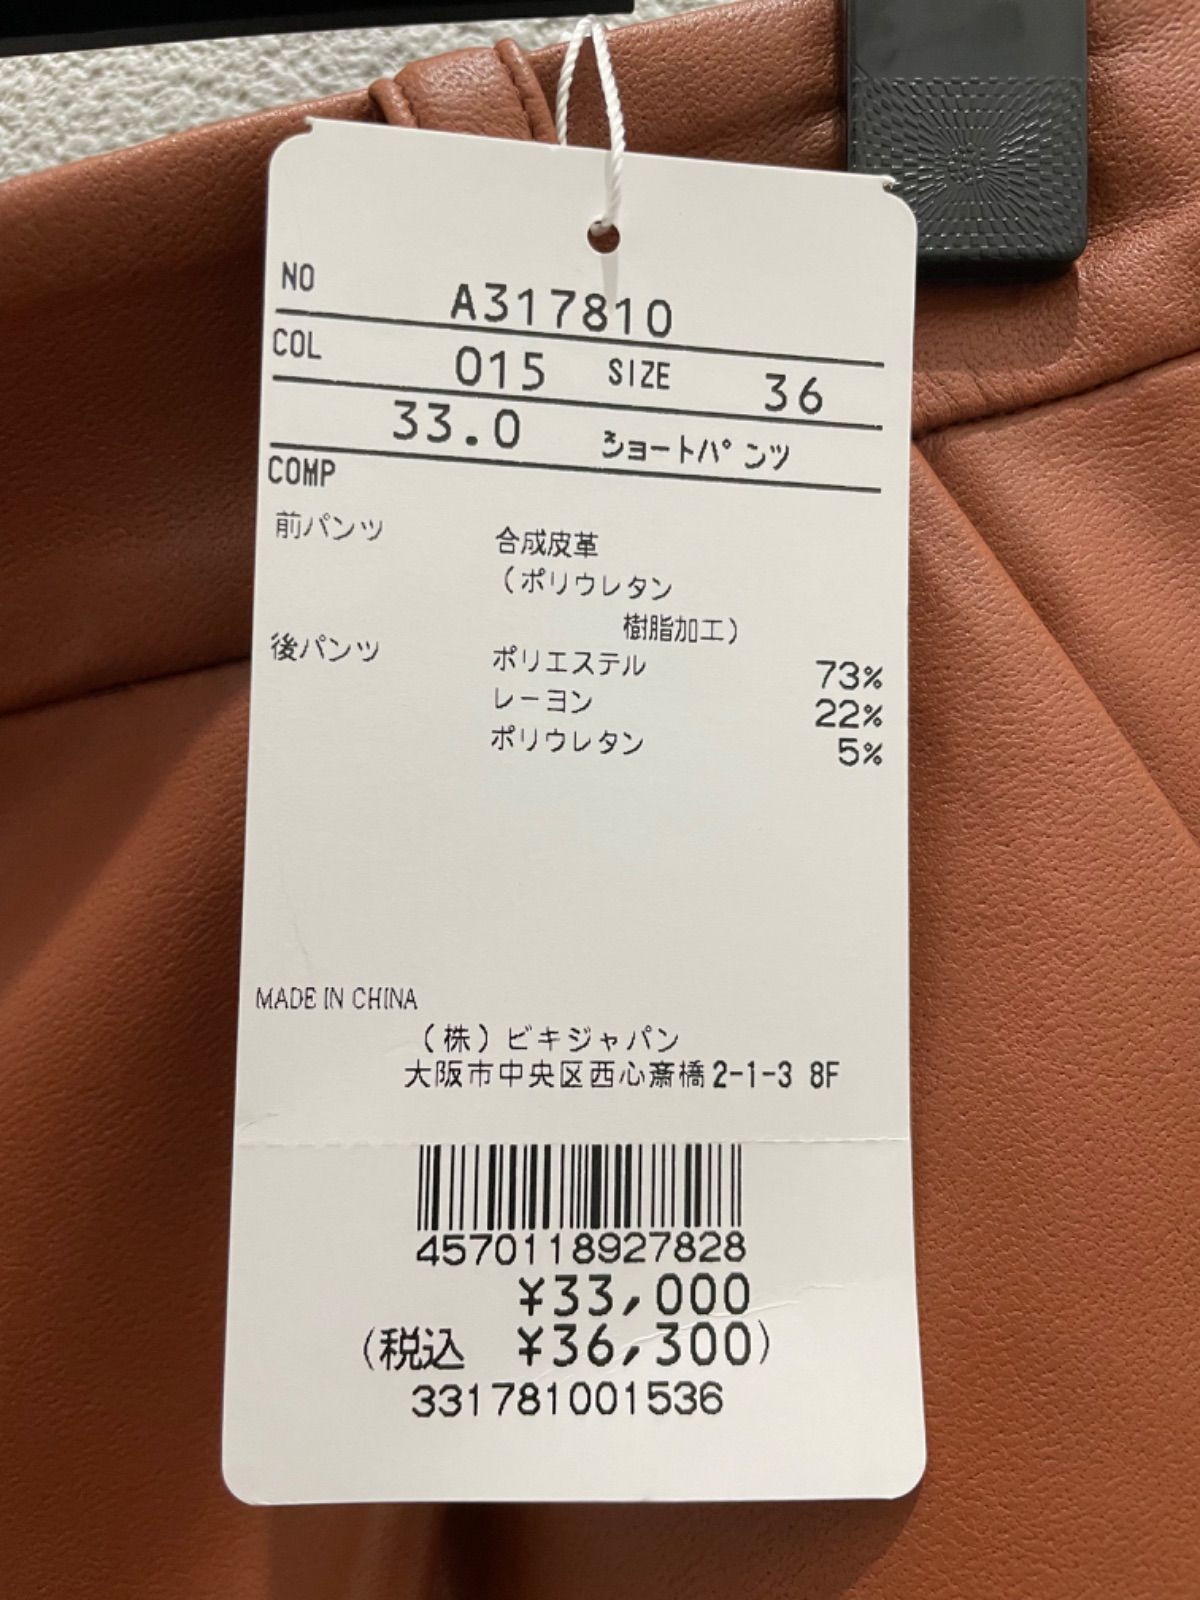 NO A317810
COL 015 SIZE 36
33.0 ショートパンツ
COMP
前パンツ 合成皮革
(ポリウレタン
樹脂加工)
後パンツ ポリエステル 73%
レーヨン 22%
ポリウレタン 5%
MADE IN CHINA
(株)ビキジャパン
大阪市中央区西心斎橋2-1-3 8F
4570118927828
¥33,000
(税込 ¥36,300)
331781001536